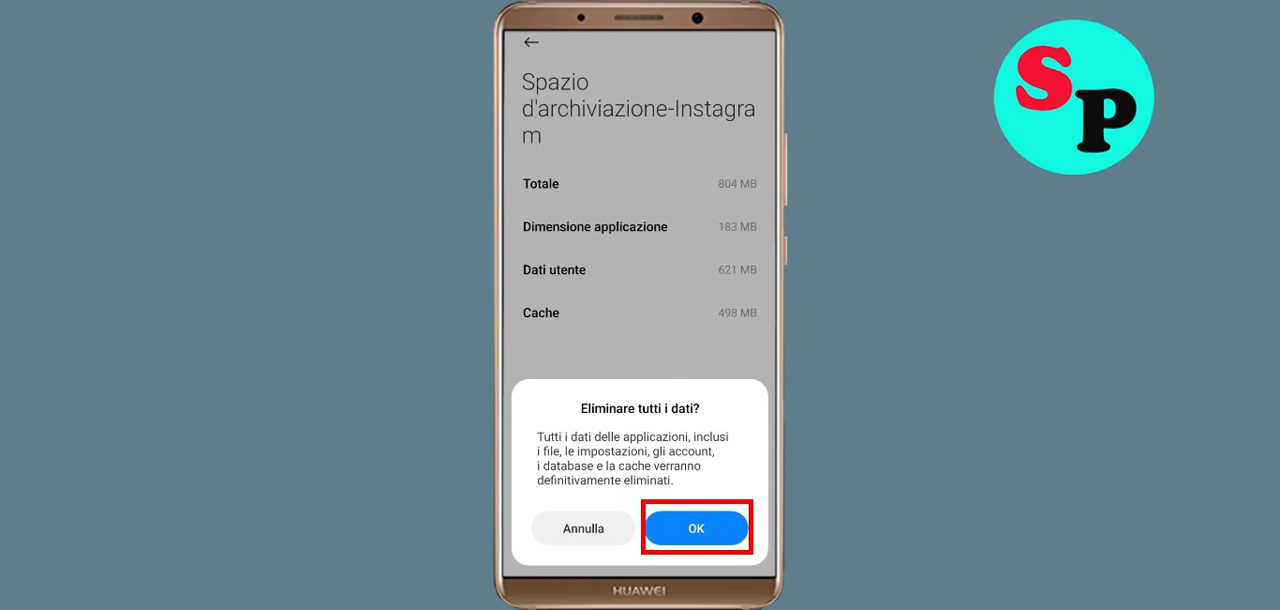 Spazio
d'archiviazione-Instagra
m
Totale 804 MB
Dimensione applicazione 183 MB
Dati utente 621 MB
Cache 498 MB
Eliminare tutti i dati?
Tutti i dati delle applicazioni, inclusi
i file, le impostazioni, gli account,
i database e la cache verranno
definitivamente eliminati.
Annulla OK
HUAWEI
SP